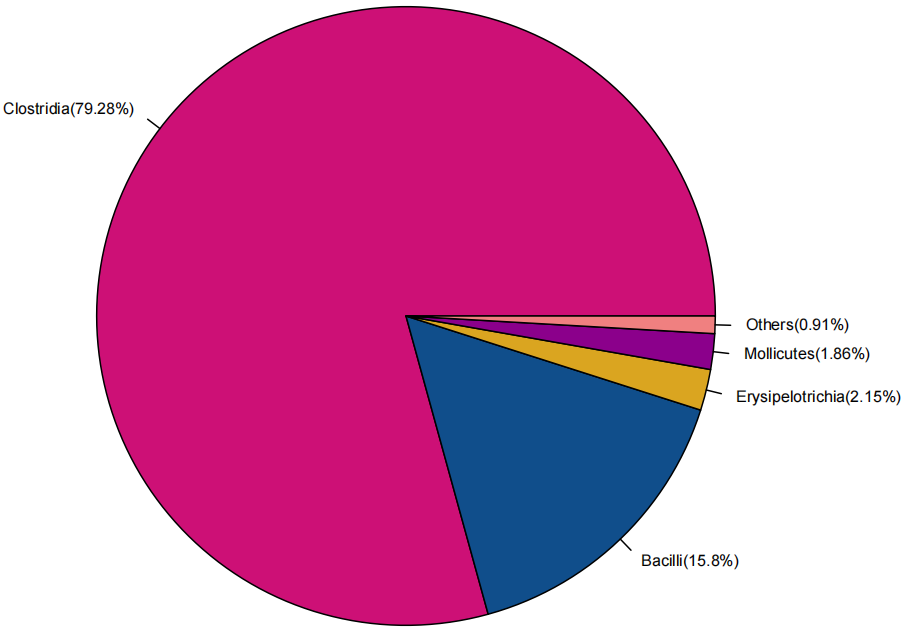 Clostridia(79.28%)
Others(0.91%)
Mollicutes(1.86%)
Erysipelotrichia(2.15%)
Bacilli(15.8%)